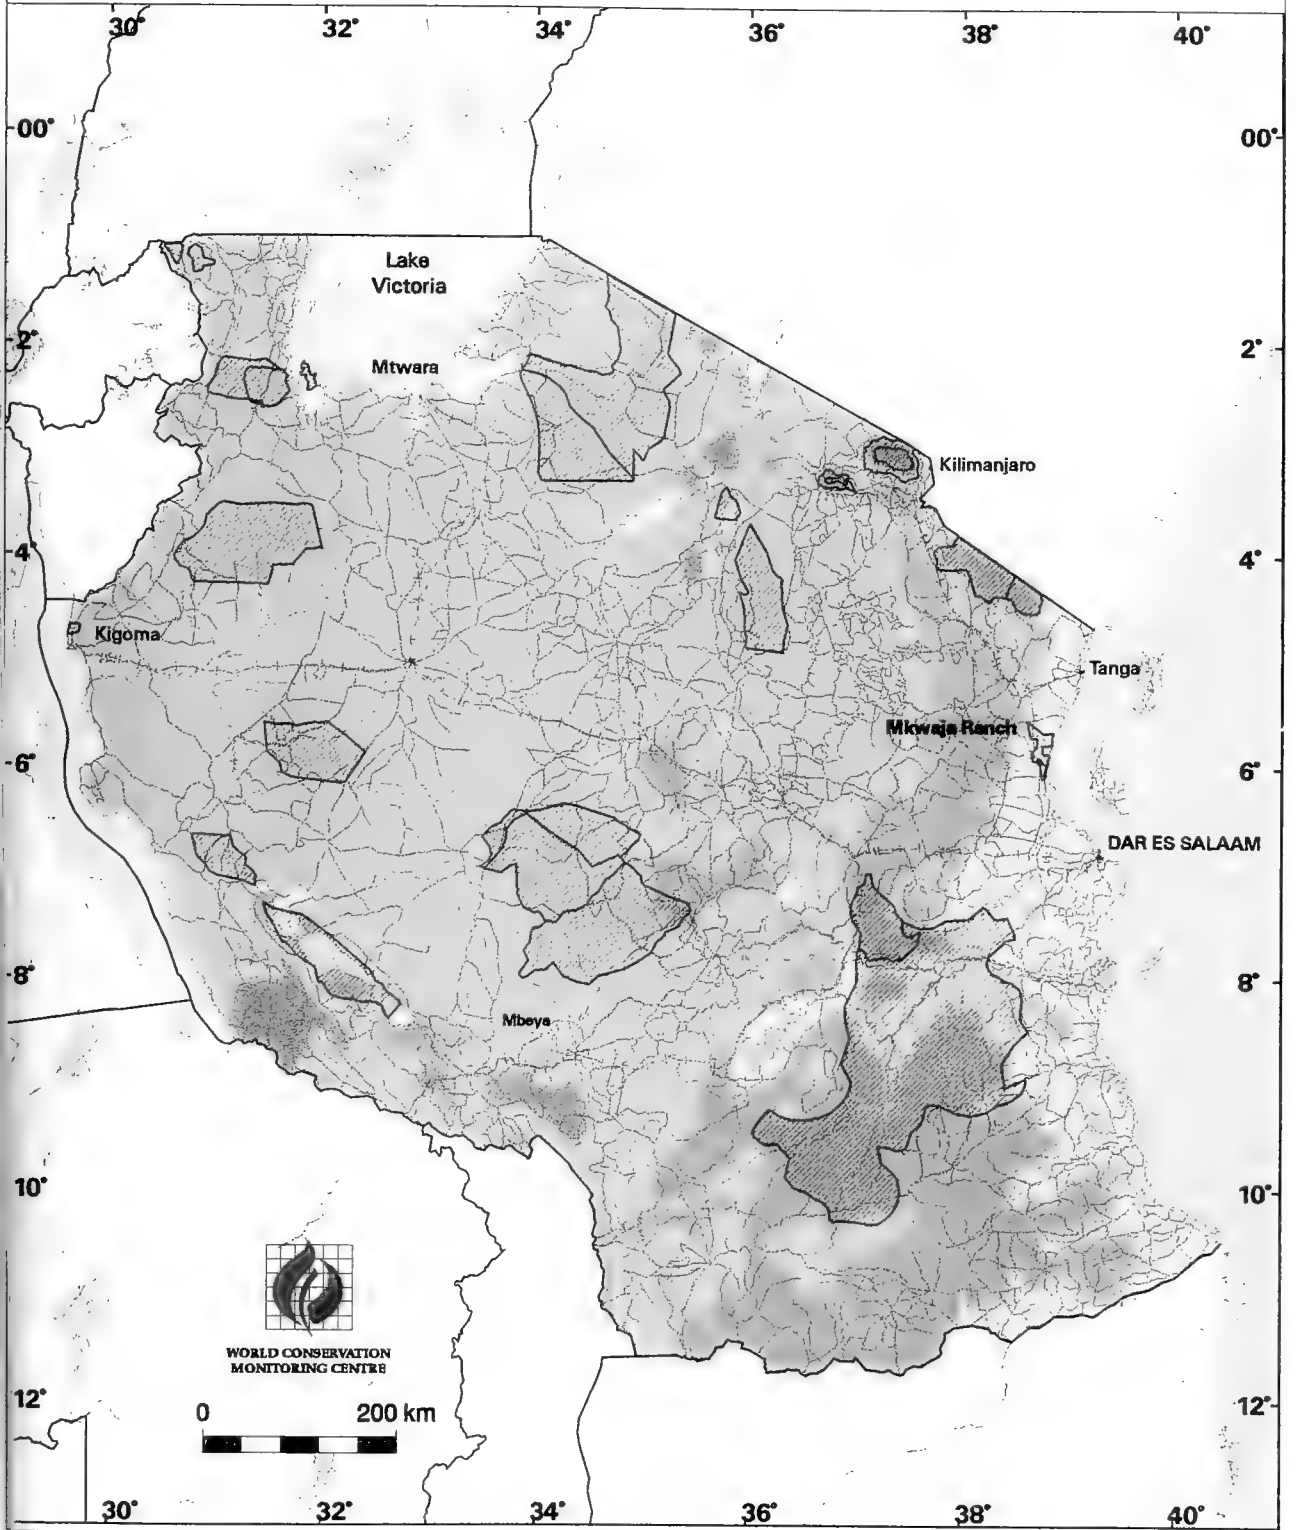 30° 32° 34° 36° 38° 40°
00° 00°
Lake
Victoria
2° 2°
Mtwara
Kilimanjaro
4° 4°
Kigoma
Tanga
Mkwaja Ranch
6° 6°
DAR ES SALAAM
8° 8°
Mbeya
10° 10°
WORLD CONSERVATION
MONITORING CENTRE
12° 12°
0 200 km
30° 32° 34° 36° 38° 40°